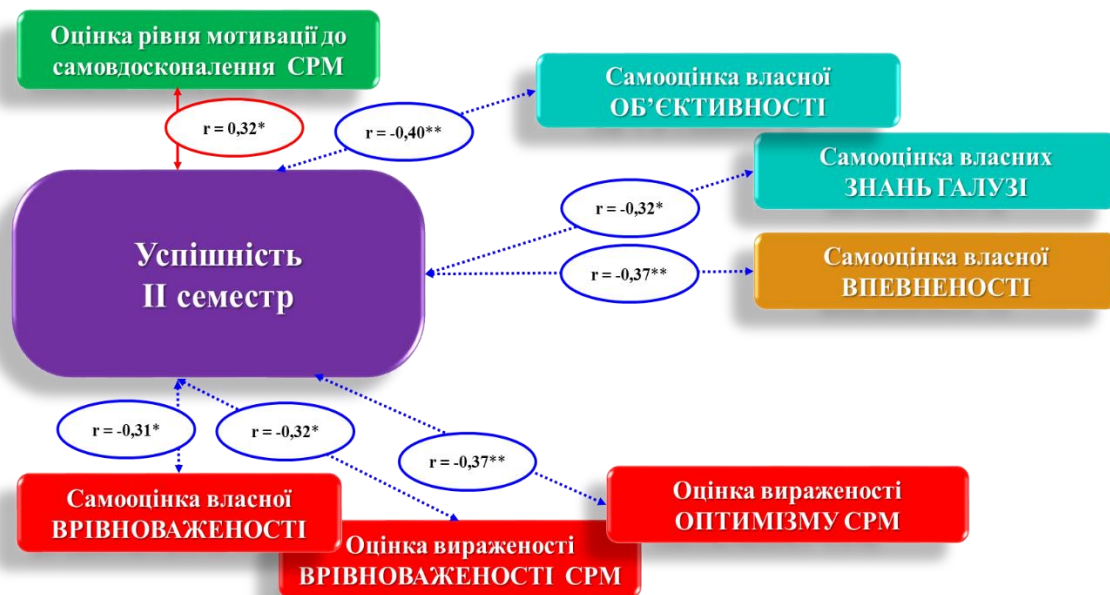 Оцінка рівня мотивації до
самовдосконалення СРМ
r = 0,32*
r = -0,40**
Самооцінка власної
ОБ’ЄКТИВНОСТІ
Самооцінка власних
ЗНАНЬ ГАЛУЗІ
r = -0,32*
Успішність
ІІ семестр
r = -0,37**
Самооцінка власної
ВПЕВНЕНОСТІ
r = -0,31*
r = -0,32*
r = -0,37**
Самооцінка власної
ВРІВНОВАЖЕНОСТІ
Оцінка вираженості
ВРІВНОВАЖЕНОСТІ СРМ
Оцінка вираженості
ОПТИМІЗМУ СРМ